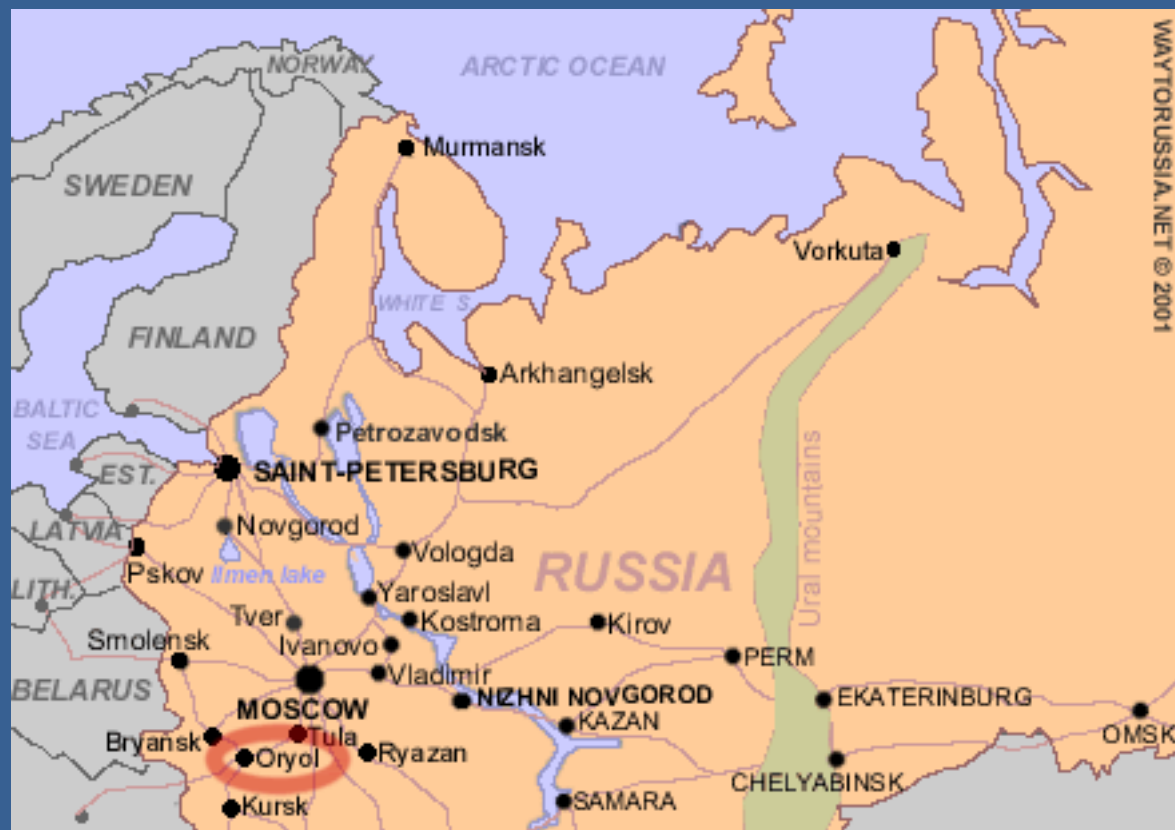 NORWAY
ARCTIC OCEAN
WAYTORUSSIA.NET © 2001
Murmansk
SWEDEN
Vorkuta
WHITE S.
FINLAND
Arkhangelsk
BALTIC
SEA
Petrozavodsk
SAINT-PETERSBURG
EST.
Ural mountains
Novgorod
LATVIA
Vologda
RUSSIA
Pskov
Ilmen lake
LITH.
Yaroslavl
Tver
Kostroma
Kirov
Smolensk
Ivanovo
PERM
Vladimir
BELARUS
NIZHNI NOVGOROD
EKATERINBURG
MOSCOW
KAZAN
OMSK
Bryansk
Tula
Oryol
Ryazan
CHELYABINSK
Kursk
SAMARA